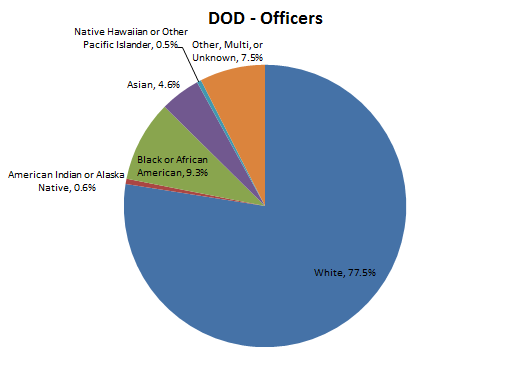 DOD - Officers
Native Hawaiian or Other
Pacific Islander, 0.5%
Other, Multi, or
Unknown, 7.5%
Asian, 4.6%
Black or African
American, 9.3%
American Indian or Alaska
Native, 0.6%
White, 77.5%